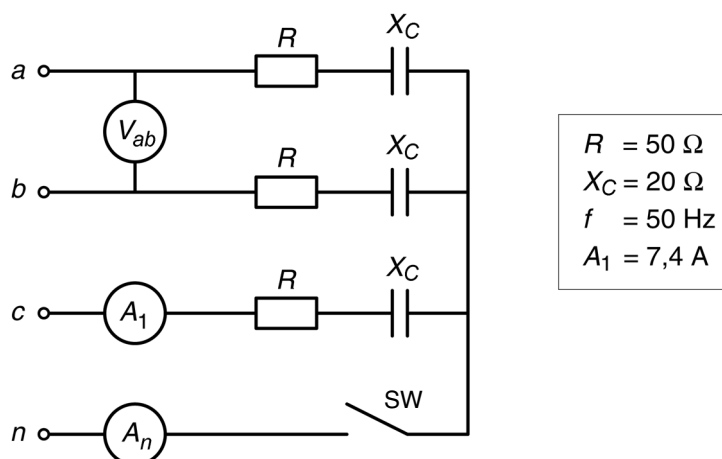 R X_C
a
V_ab
R X_C
b
R X_C
c A_1
SW
n A_n
R = 50 Ω
X_C = 20 Ω
f = 50 Hz
A_1 = 7,4 A